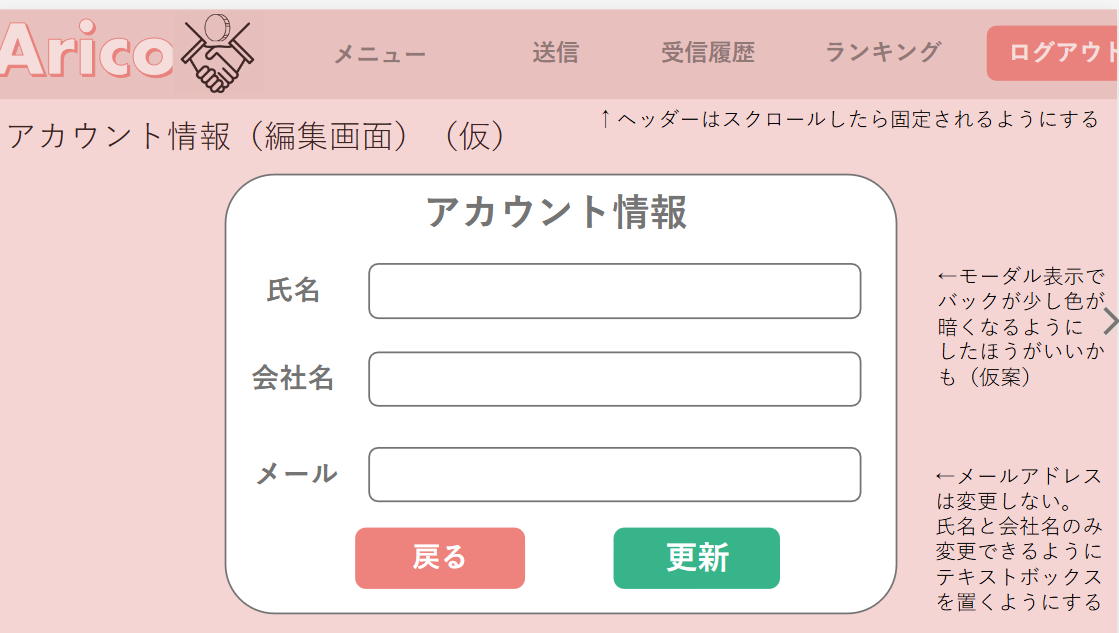 Arico
メニュー
送信
受信履歴
ランキング
ログアウト
↑ヘッダーはスクロールしたら固定されるようにする
アカウント情報（編集画面）（仮）
アカウント情報
氏名
会社名
メール
戻る
更新
←モーダル表示で
バックが少し色が
暗くなるように
したほうがいいか
も（仮案）
←メールアドレス
は変更しない。
氏名と会社名のみ
変更できるように
テキストボックス
を置くようにする